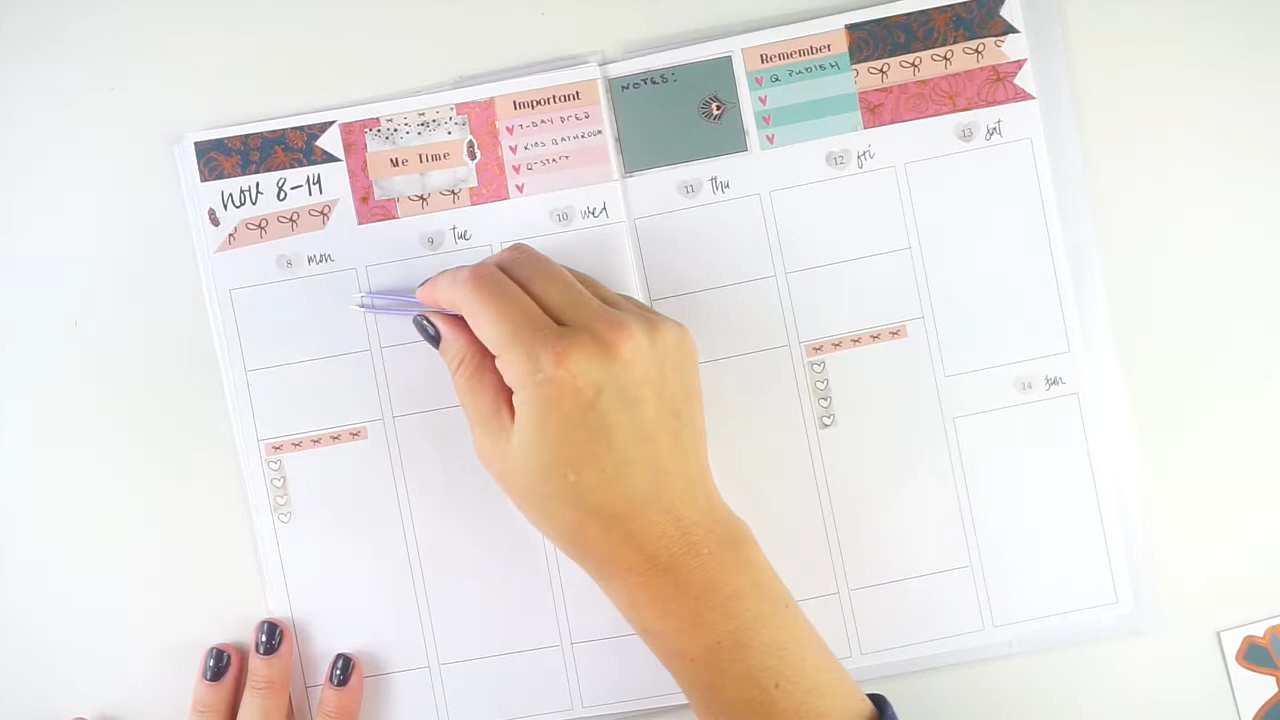 nov 8-14
Me Time
Important
T-DAY PREP
KIDS BATHROOM
Q-START
NOTES:
Remember
Q PUBLISH
8 mon
9 tue
10 wed
11 thu
12 fri
13 sat
14 sun